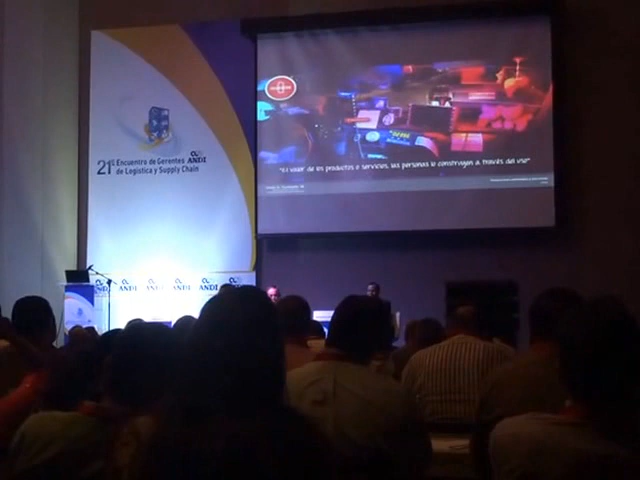 21° Encuentro de Gerentes ANDI
de Logística y Supply Chain
"El valor de los productos o servicios, las personas lo construyen a través del uso"
ANDI ANDI ANDI ANDI